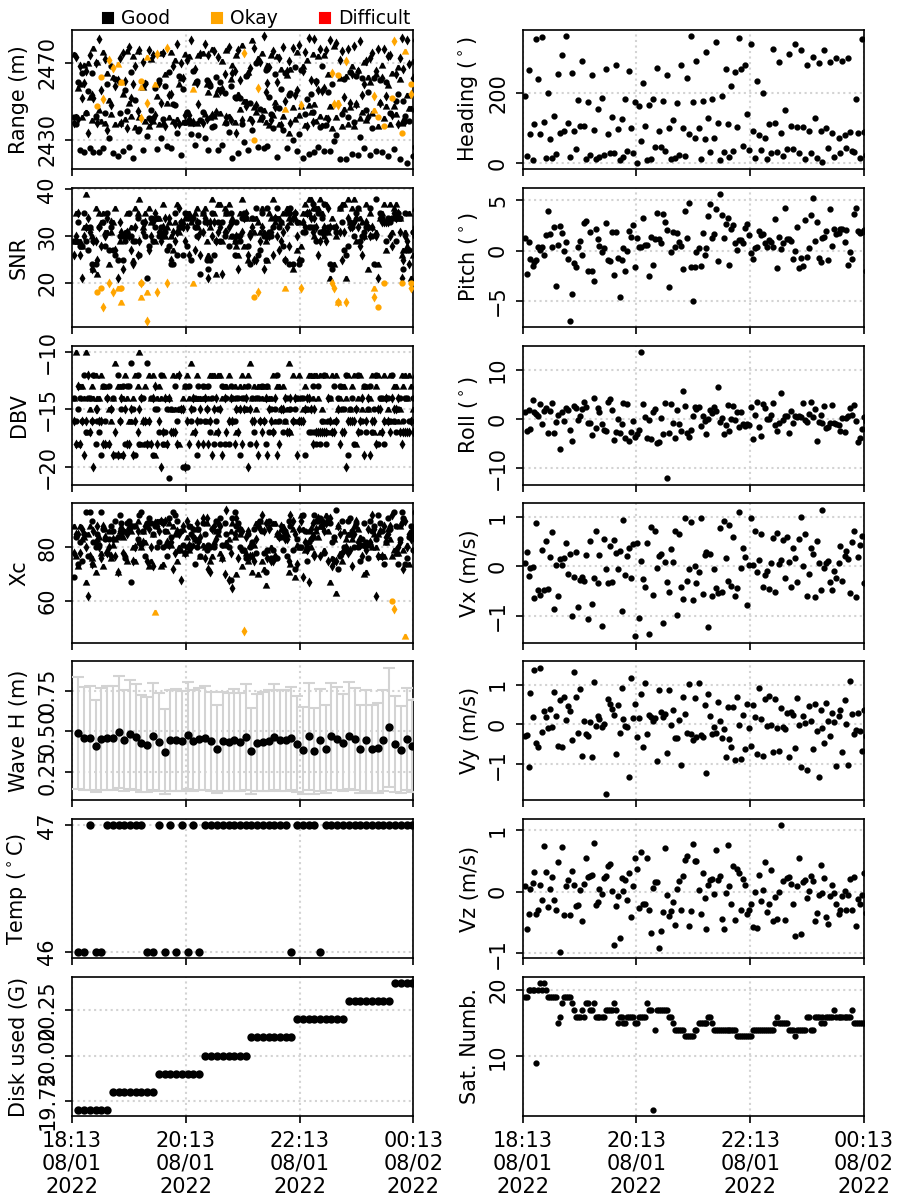 Good Okay Difficult
Range (m)
2470
2430
Heading (°)
200
0
SNR
40
30
20
Pitch (°)
5
0
−5
DBV
−10
−15
−20
Roll (°)
10
0
−10
Xc
80
60
Vx (m/s)
1
0
−1
Wave H (m)
0.75
0.50
0.25
Vy (m/s)
1
0
−1
Temp (°C)
47
46
Vz (m/s)
1
0
−1
Disk used (G)
20.25
20.00
19.75
Sat. Numb.
20
10
18:13 20:13 22:13 00:13
08/01 08/01 08/01 08/02
2022 2022 2022 2022
18:13 20:13 22:13 00:13
08/01 08/01 08/01 08/02
2022 2022 2022 2022